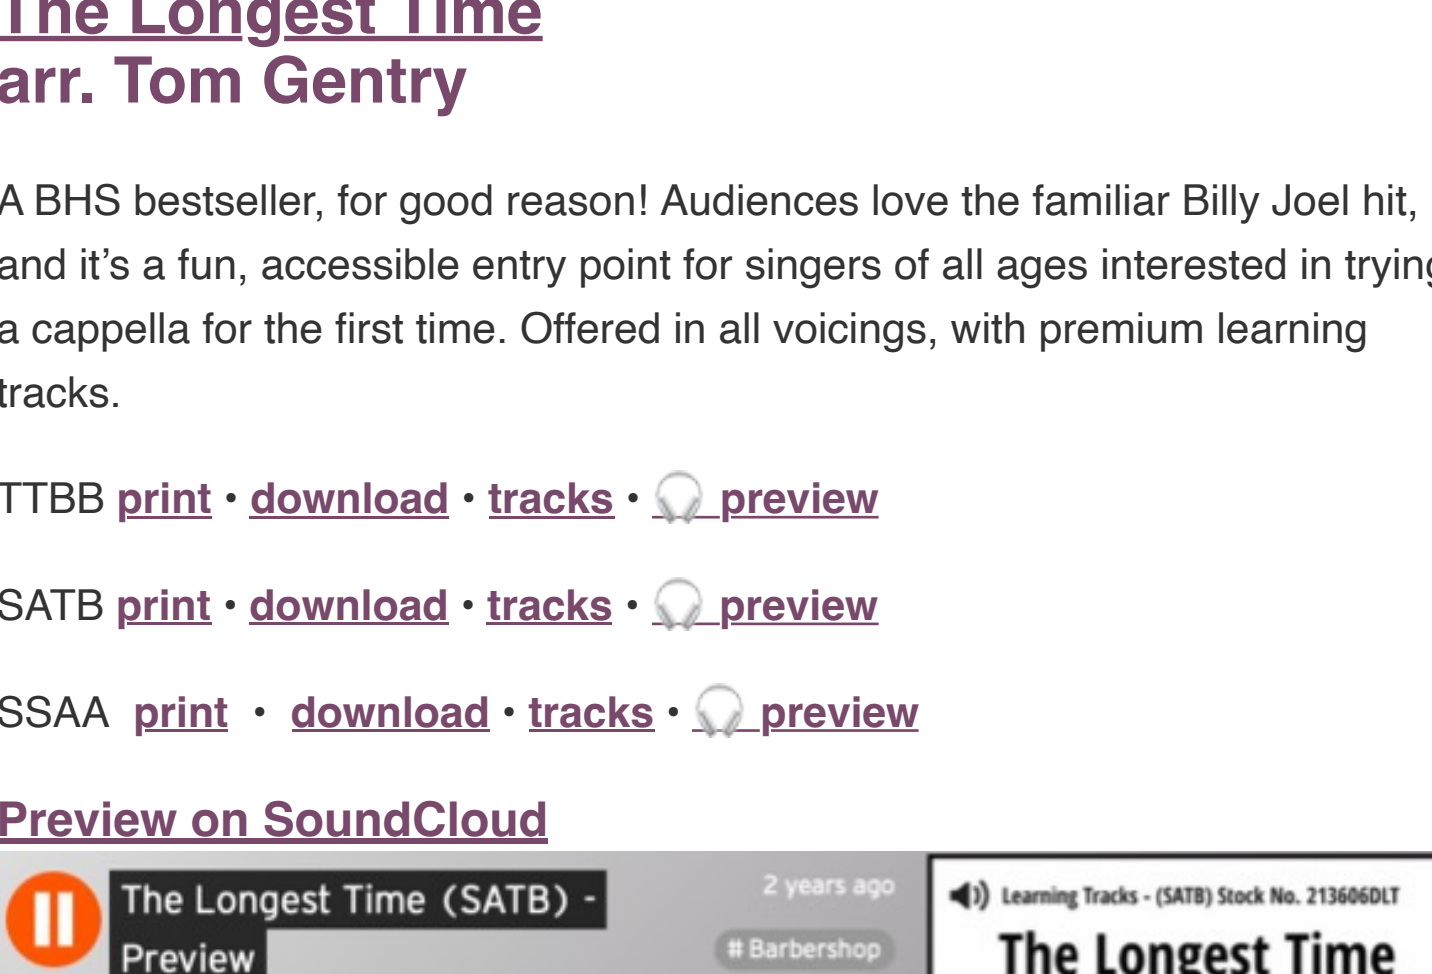 The Longest Time
arr. Tom Gentry
A BHS bestseller, for good reason! Audiences love the familiar Billy Joel hit,
and it’s a fun, accessible entry point for singers of all ages interested in trying
a cappella for the first time. Offered in all voicings, with premium learning
tracks.
TTBB print • download • tracks • 🎧 preview
SATB print • download • tracks • 🎧 preview
SSAA print • download • tracks • 🎧 preview
Preview on SoundCloud
The Longest Time (SATB) -
Preview
2 years ago
# Barbershop
Learning Tracks - (SATB) Stock No. 213606DLT
The Longest Time